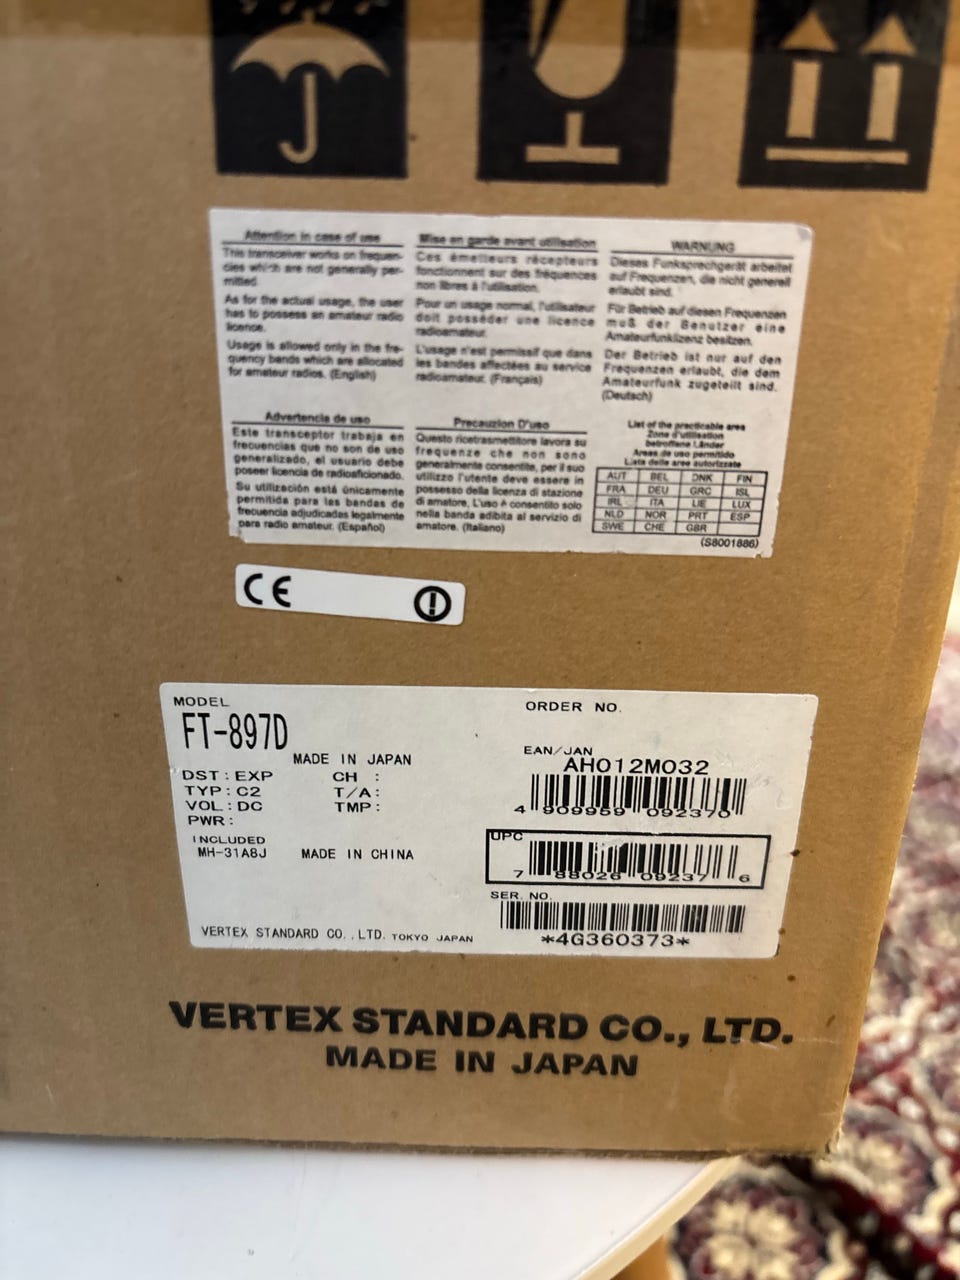 Attention in case of use
This transceiver works on frequen-
cies which are not generally per-
mitted.
As for the actual usage, the user
has to possess an amateur radio
licence.
Usage is allowed only in the fre-
quency bands which are allocated
for amateur radios. (English)
Mise en garde avant utilisation
Ces émetteurs récepteurs
fonctionnent sur des fréquences
non libres à l'utilisation.
Pour un usage normal, l'utilisateur
doit posséder une licence
radioamateur.
L'usage n'est permissif que dans
les bandes affectées au service
radioamateur. (Français)
WARNUNG
Dieses Funksprechgerät arbeitet
auf Frequenzen, die nicht generell
erlaubt sind.
Für Betrieb auf diesen Frequenzen
muß der Benutzer eine
Amateurfunklizenz besitzen.
Der Betrieb ist nur auf den
Frequenzen erlaubt, die dem
Amateurfunk zugeteilt sind.
(Deutsch)
Advertencia de uso
Este transceptor trabaja en
frecuencias que no son de uso
generalizado, el usuario debe
poseer licencia de radioaficionado.
Su utilización está únicamente
permitida para las bandas de
frecuencia adjudicadas legalmente
para radio amateur. (Español)
Precauzion D'uso
Questo ricetrasmettitore lavora su
frequenze che non sono
generalmente consentite, per il suo
utilizzo l'utente deve essere in
possesso della licenza di stazione
di amatore, L'uso è consentito solo
nella banda adibita al servizio di
amatore. (Italiano)
List of the practicable area
Zone d'utilisation
betroffene Länder
Areas de uso permitido
Lista delle aree autorizzate
AUT BEL DNK FIN
FRA DEU GRC ISL
IRL ITA LIE LUX
NLD NOR PRT ESP
SWE CHE GBR
(S8001886)
CE
MODEL
FT-897D
MADE IN JAPAN
DST : EXP CH :
TYP : C2 T/A :
VOL : DC TMP :
PWR :
INCLUDED
MH-31A8J MADE IN CHINA
VERTEX STANDARD CO.,LTD. TOKYO JAPAN
ORDER NO.
EAN/JAN
AH012M032
4 909959 092370
UPC
7 88026 09237 6
SER. NO.
*4G360373*
VERTEX STANDARD CO., LTD.
MADE IN JAPAN